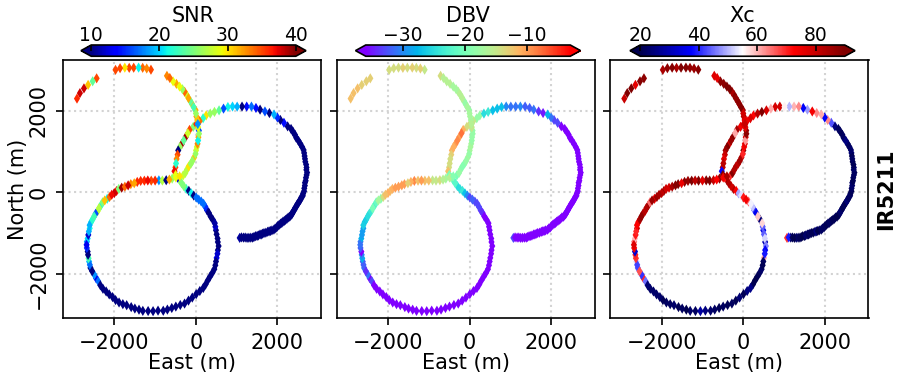 SNR DBV Xc
10 20 30 40 −30 −20 −10 20 40 60 80
2000
0
−2000
North (m)
IR5211
−2000 0 2000 −2000 0 2000 −2000 0 2000
East (m) East (m) East (m)